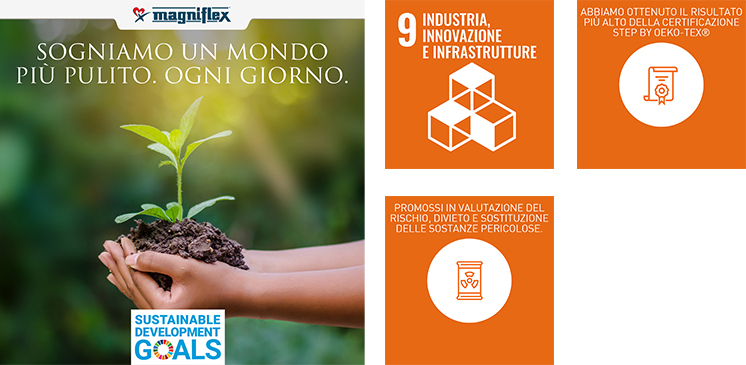 magniflex
SOGNIAMO UN MONDO
PIÙ PULITO. OGNI GIORNO.
SUSTAINABLE
DEVELOPMENT
GOALS
9 INDUSTRIA,
INNOVAZIONE
E INFRASTRUTTURE
ABBIAMO OTTENUTO IL RISULTATO
PIÙ ALTO DELLA CERTIFICAZIONE
STEP BY OEKO-TEX®
PROMOSSI IN VALUTAZIONE DEL
RISCHIO, DIVIETO E SOSTITUZIONE
DELLE SOSTANZE PERICOLOSE.